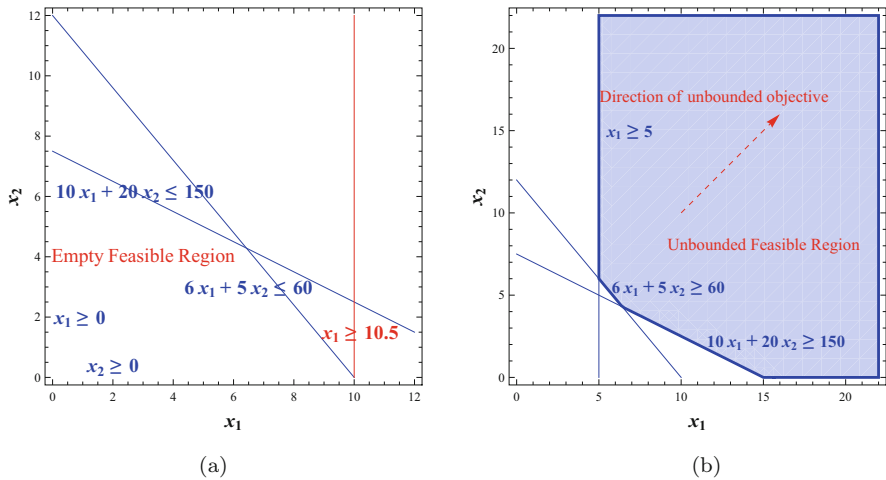 12
10
8
6
4
2
0
x₂
10 x₁ + 20 x₂ ≤ 150
Empty Feasible Region
6 x₁ + 5 x₂ ≤ 60
x₁ ≥ 0
x₁ ≥ 10.5
x₂ ≥ 0
0 2 4 6 8 10 12
x₁
(a)
20
15
10
5
0
x₂
Direction of unbounded objective
x₁ ≥ 5
Unbounded Feasible Region
6 x₁ + 5 x₂ ≥ 60
10 x₁ + 20 x₂ ≥ 150
0 5 10 15 20
x₁
(b)